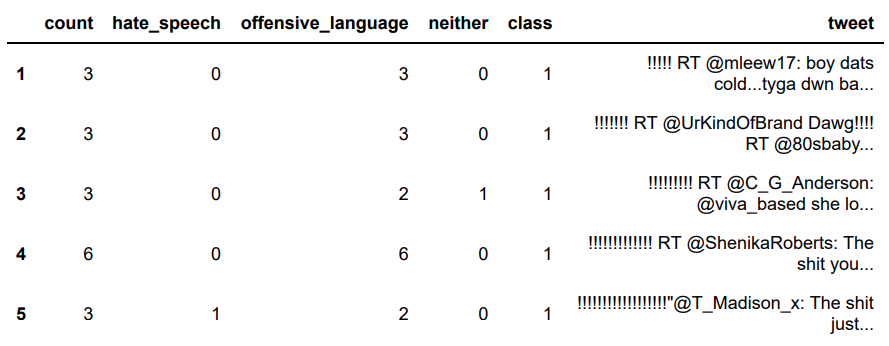 count hate_speech offensive_language neither class tweet
1 3 0 3 0 1 !!!!! RT @mleew17: boy dats
cold...tyga dwn ba...
2 3 0 3 0 1 !!!!!!! RT @UrKindOfBrand Dawg!!!!
RT @80sbaby...
3 3 0 2 1 1 !!!!!!!!! RT @C_G_Anderson:
@viva_based she lo...
4 6 0 6 0 1 !!!!!!!!!!!!! RT @ShenikaRoberts: The
shit you...
5 3 1 2 0 1 !!!!!!!!!!!!!!!!!!"@T_Madison_x: The shit
just...